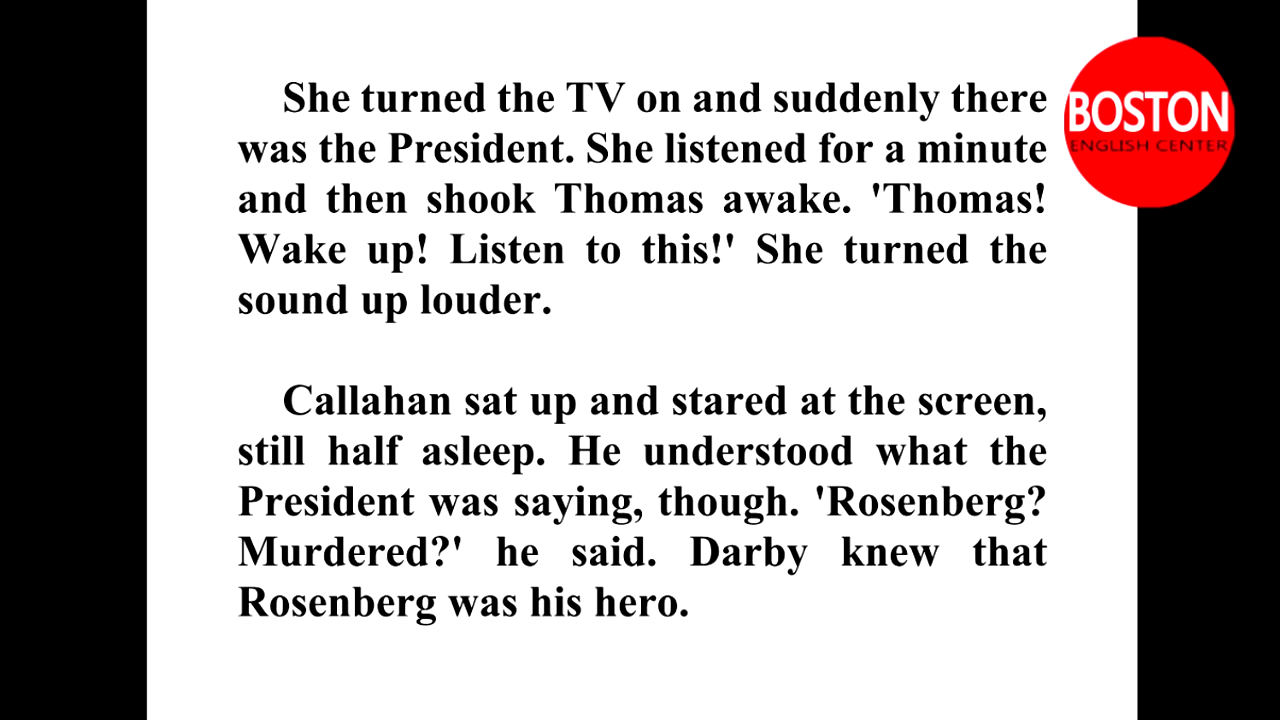 She turned the TV on and suddenly there
was the President. She listened for a minute
and then shook Thomas awake. 'Thomas!
Wake up! Listen to this!' She turned the
sound up louder.
Callahan sat up and stared at the screen,
still half asleep. He understood what the
President was saying, though. 'Rosenberg?
Murdered?' he said. Darby knew that
Rosenberg was his hero.
BOSTON
ENGLISH CENTER